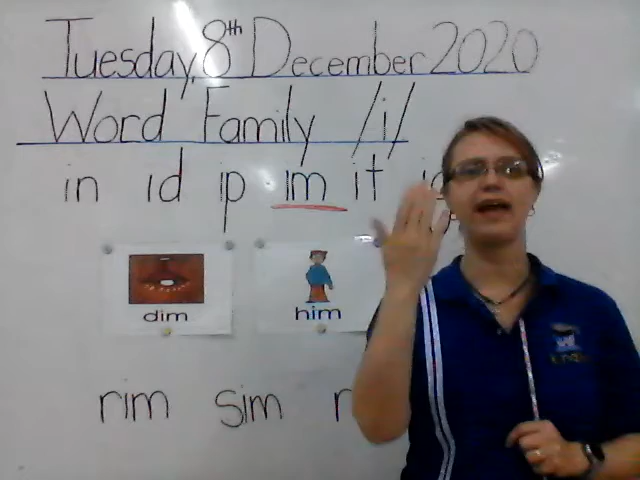 Tuesday, 8th December 2020
Word Family /i/
in id ip im it
dim him
rim sim